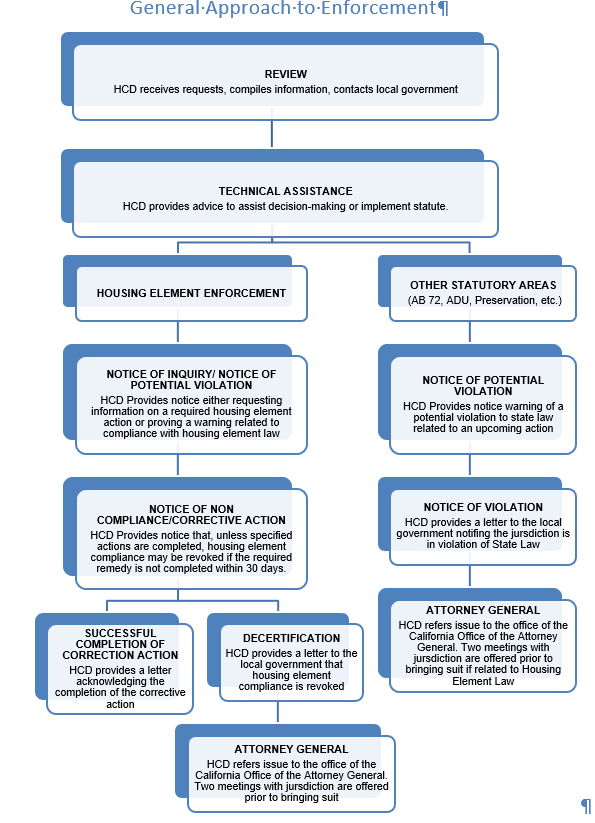 General·Approach·to·Enforcement¶
REVIEW
HCD receives requests, compiles information, contacts local government
TECHNICAL ASSISTANCE
HCD provides advice to assist decision-making or implement statute.
HOUSING ELEMENT ENFORCEMENT
NOTICE OF INQUIRY/ NOTICE OF
POTENTIAL VIOLATION
HCD Provides notice either requesting
information on a required housing element
action or proving a warning related to
compliance with housing element law
NOTICE OF NON
COMPLIANCE/CORRECTIVE ACTION
HCD Provides notice that, unless specified
actions are completed, housing element
compliance may be revoked if the required
remedy is not completed within 30 days.
SUCCESSFUL
COMPLETION OF
CORRECTION ACTION
HCD provides a letter
acknowledging the
completion of the corrective
action
DECERTIFICATION
HCD provides a letter to the
local government that
housing element
compliance is revoked
ATTORNEY GENERAL
HCD refers issue to the office of the
California Office of the Attorney General.
Two meetings with jurisdiction are offered
prior to bringing suit
OTHER STATUTORY AREAS
(AB 72, ADU, Preservation, etc.)
NOTICE OF POTENTIAL
VIOLATION
HCD Provides notice warning of a
potential violation to state law
related to an upcoming action
NOTICE OF VIOLATION
HCD provides a letter to the local
government notifing the jurisdiction is
in violation of State Law
ATTORNEY GENERAL
HCD refers issue to the office of the
California Office of the Attorney
General. Two meetings with
jursdiction are offered prior to
bringing suit if related to Housing
Element Law
¶